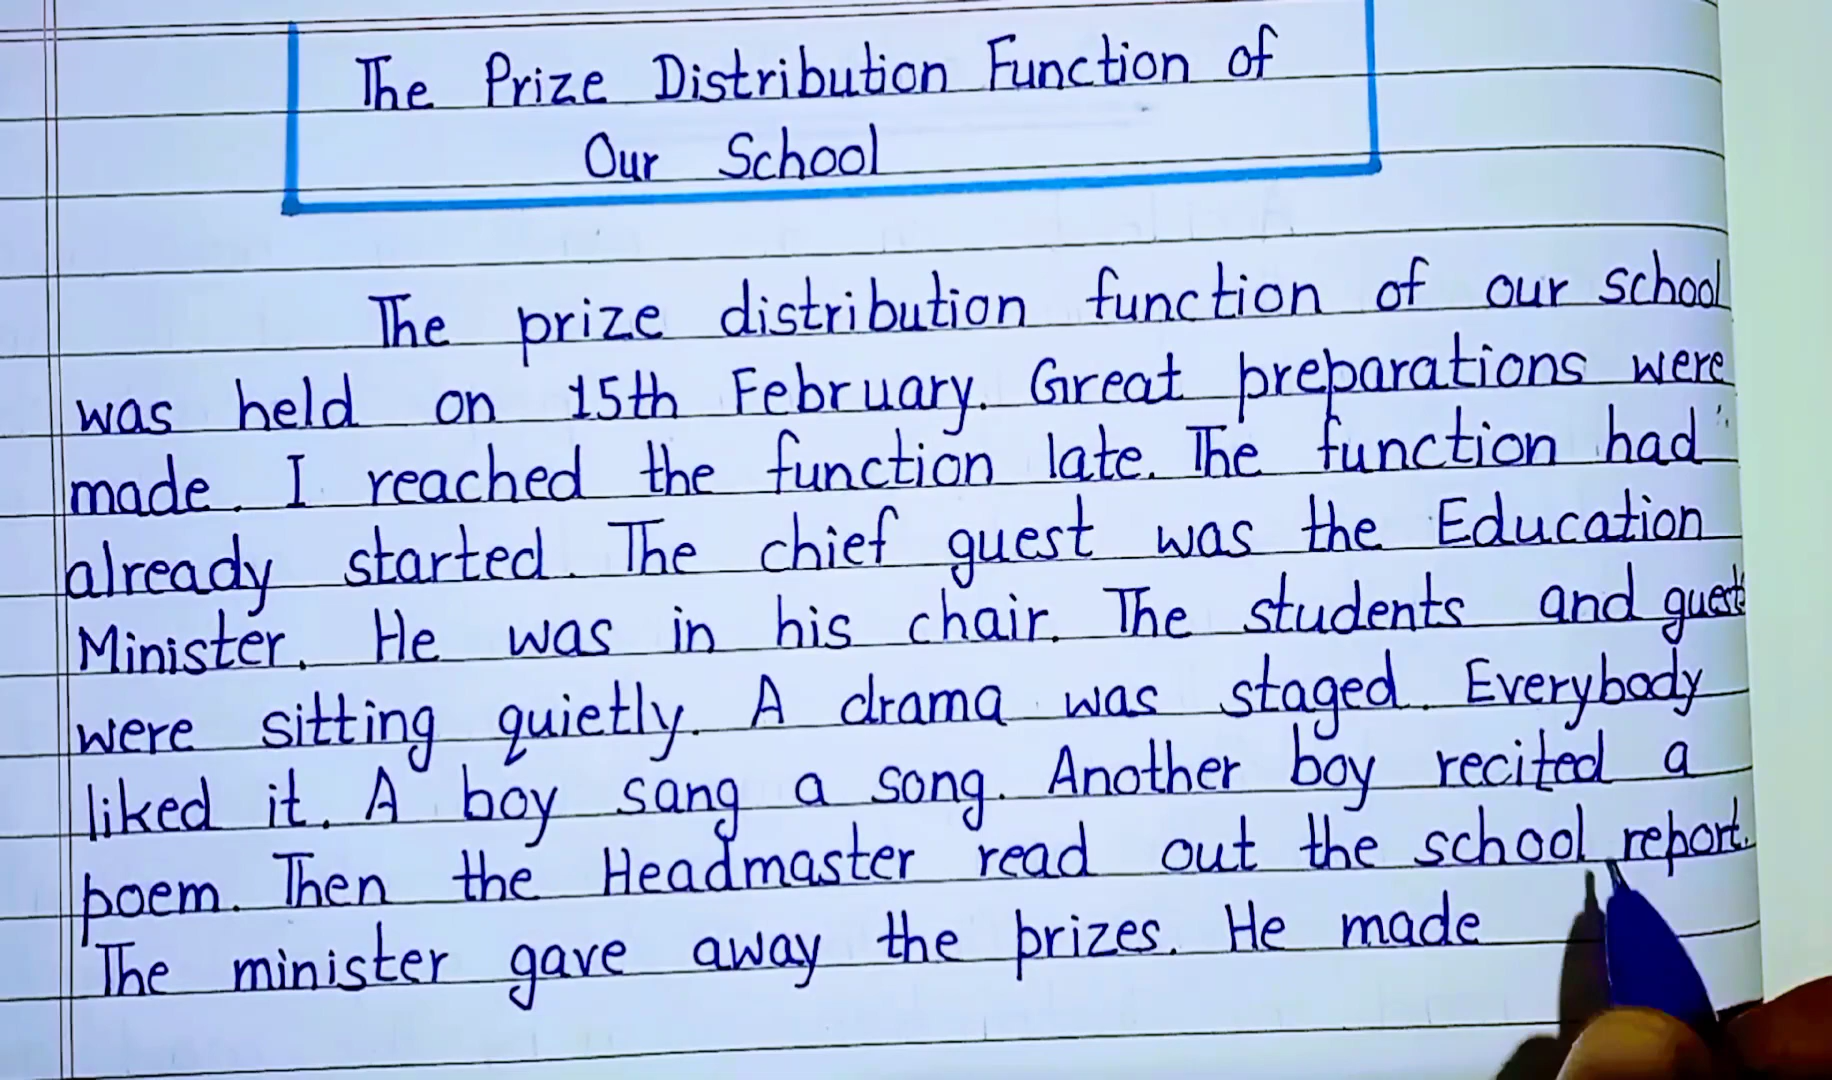 The Prize Distribution Function of
Our School
The prize distribution function of our school
was held on 15th February. Great preparations were
made. I reached the function late. The function had
already started. The chief guest was the Education
Minister. He was in his chair. The students and guest
were sitting quietly. A drama was staged. Everybody
liked it. A boy sang a song. Another boy recited a
poem. Then the Headmaster read out the school report.
The minister gave away the prizes. He made